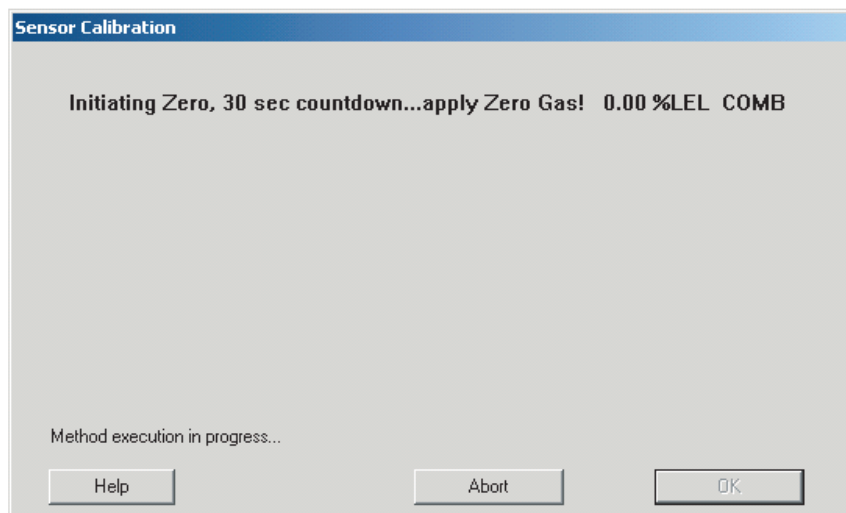 Sensor Calibration
Initiating Zero, 30 sec countdown...apply Zero Gas! 0.00 %LEL COMB
Method execution in progress...
Help Abort OK